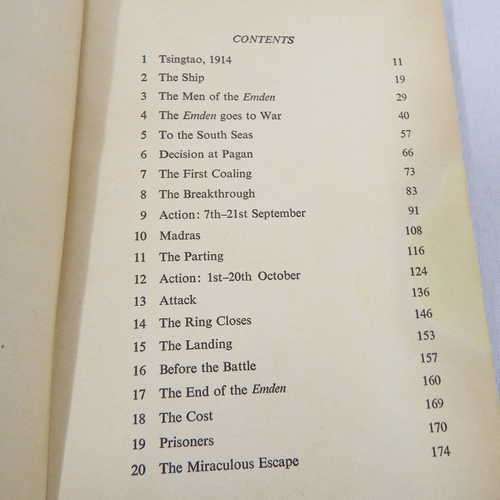 CONTENTS
1 Tsingtao, 1914 11
2 The Ship 19
3 The Men of the Emden 29
4 The Emden goes to War 40
5 To the South Seas 57
6 Decision at Pagan 66
7 The First Coaling 73
8 The Breakthrough 83
9 Action: 7th–21st September 91
10 Madras 108
11 The Parting 116
12 Action: 1st–20th October 124
13 Attack 136
14 The Ring Closes 146
15 The Landing 153
16 Before the Battle 157
17 The End of the Emden 160
18 The Cost 169
19 Prisoners 170
20 The Miraculous Escape 174